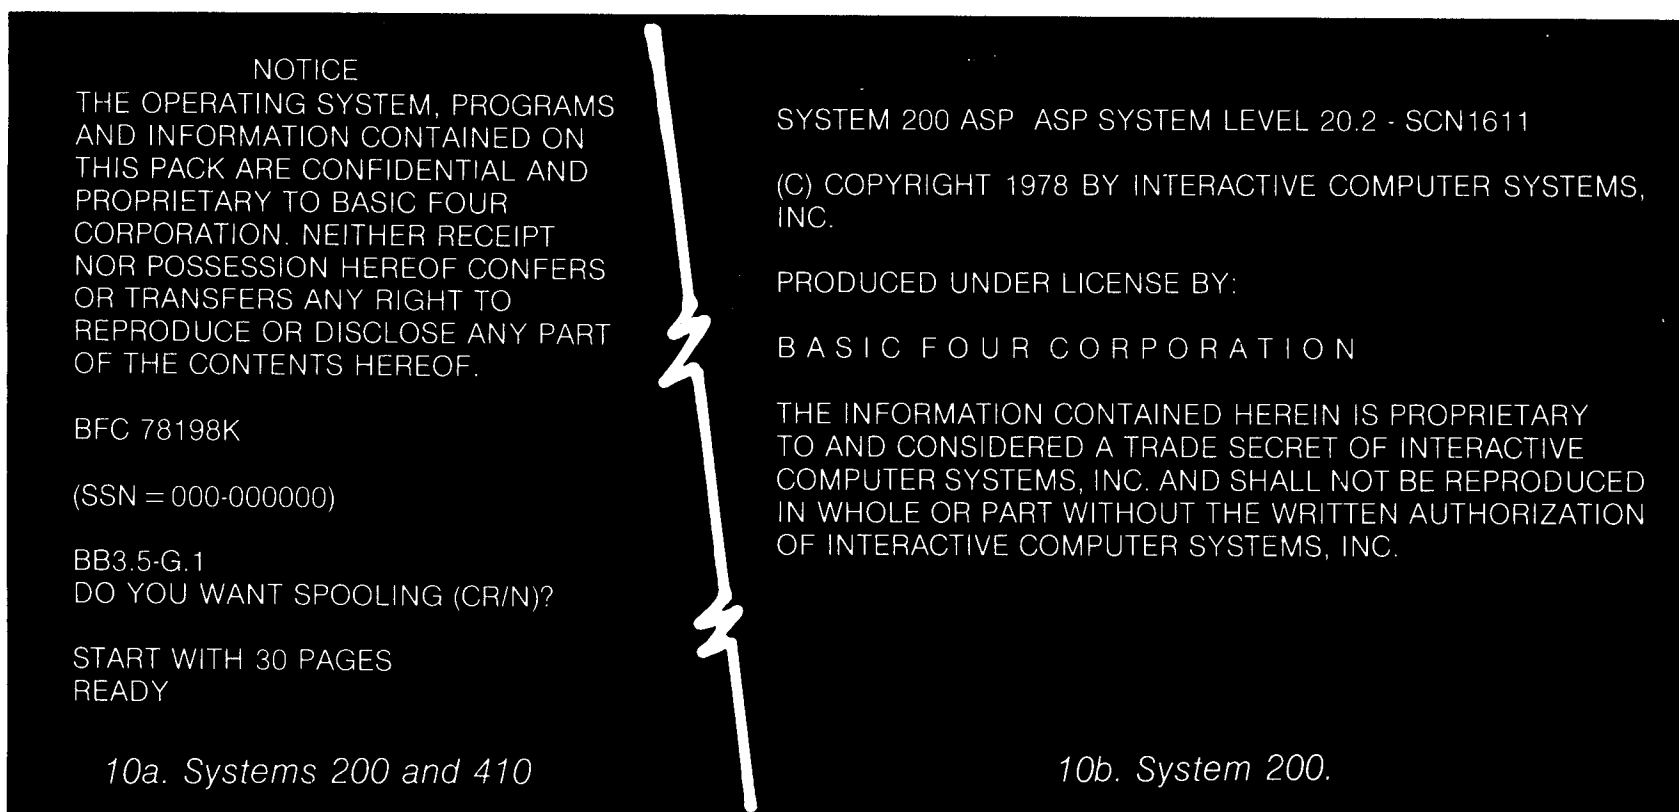 NOTICE
THE OPERATING SYSTEM, PROGRAMS
AND INFORMATION CONTAINED ON
THIS PACK ARE CONFIDENTIAL AND
PROPRIETARY TO BASIC FOUR
CORPORATION. NEITHER RECEIPT
NOR POSSESSION HEREOF CONFERS
OR TRANSFERS ANY RIGHT TO
REPRODUCE OR DISCLOSE ANY PART
OF THE CONTENTS HEREOF.
BFC 78198K
(SSN = 000-000000)
BB3.5-G.1
DO YOU WANT SPOOLING (CR/N)?
START WITH 30 PAGES
READY
10a. Systems 200 and 410
SYSTEM 200 ASP ASP SYSTEM LEVEL 20.2 - SCN1611
(C) COPYRIGHT 1978 BY INTERACTIVE COMPUTER SYSTEMS,
INC.
PRODUCED UNDER LICENSE BY:
B A S I C F O U R C O R P O R A T I O N
THE INFORMATION CONTAINED HEREIN IS PROPRIETARY
TO AND CONSIDERED A TRADE SECRET OF INTERACTIVE
COMPUTER SYSTEMS, INC. AND SHALL NOT BE REPRODUCED
IN WHOLE OR PART WITHOUT THE WRITTEN AUTHORIZATION
OF INTERACTIVE COMPUTER SYSTEMS, INC.
10b. System 200.